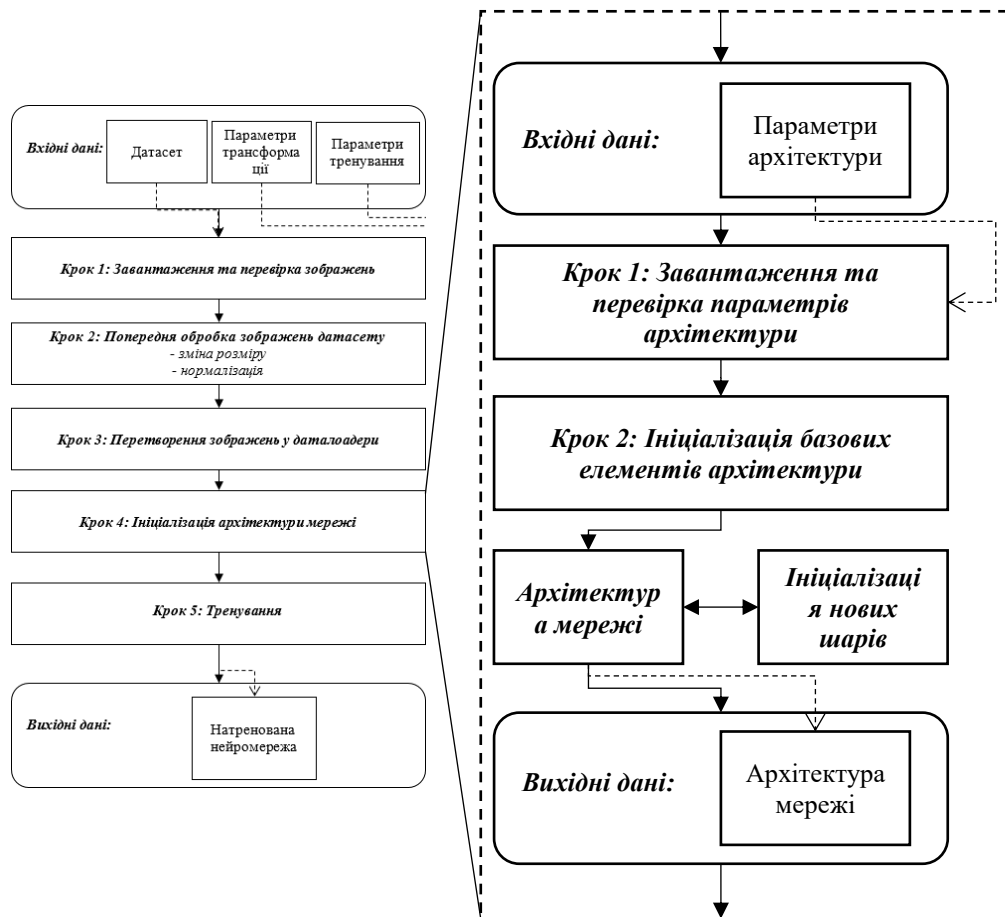 Вхідні дані:
Датасет
Параметри
трансформа
ції
Параметри
тренування
Крок 1: Завантаження та перевірка зображень
Крок 2: Попередня обробка зображень датасету
- зміна розміру
- нормалізація
Крок 3: Перетворення зображень у даталоадери
Крок 4: Ініціалізація архітектури мережі
Крок 5: Тренування
Вихідні дані:
Натренована
нейромережа
Вхідні дані:
Параметри
архітектури
Крок 1: Завантаження та
перевірка параметрів
архітектури
Крок 2: Ініціалізація базових
елементів архітектури
Архітектур
а мережі
Ініціалізаці
я нових
шарів
Вихідні дані:
Архітектура
мережі